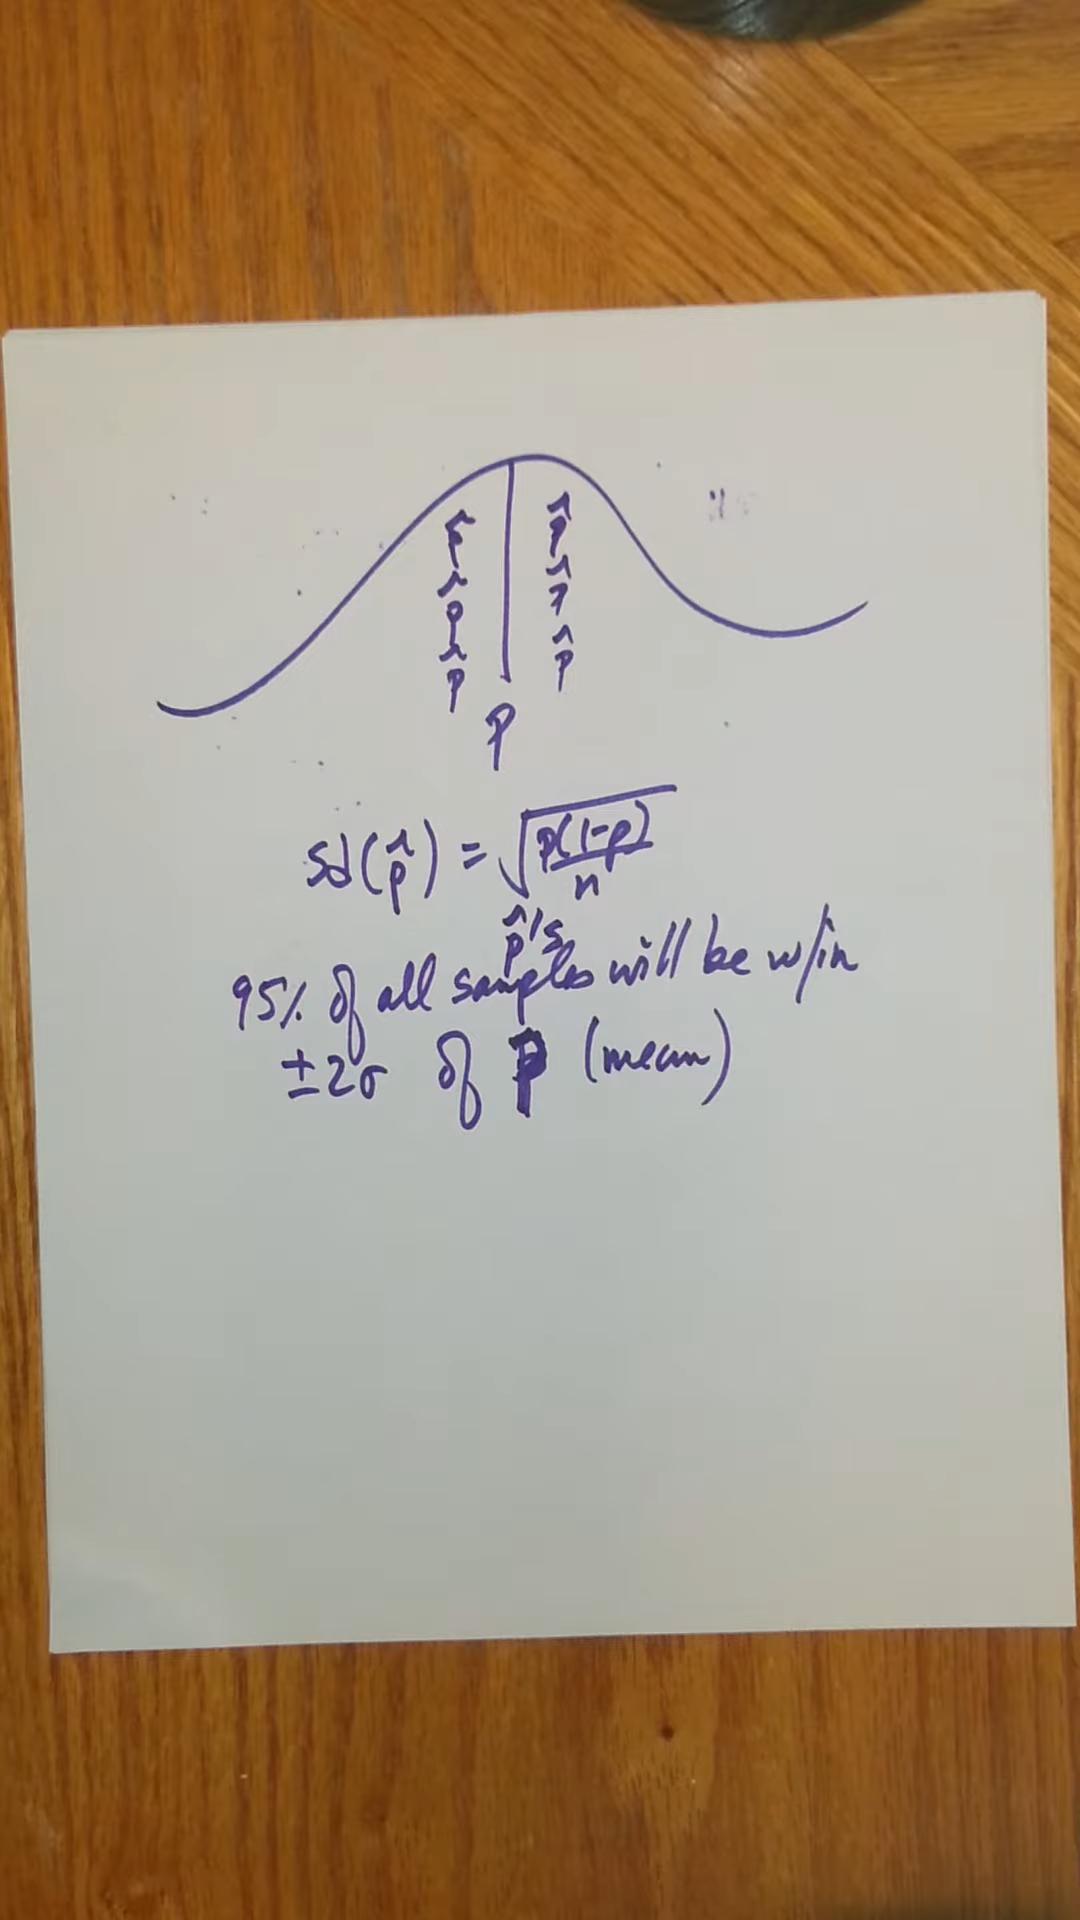 p̂ p̂
p̂ p̂
p̂ p̂
P
sd(p̂) = √(p(1-p)/n)
p̂'s
95% of all samples will be w/in
±2σ of P (mean)